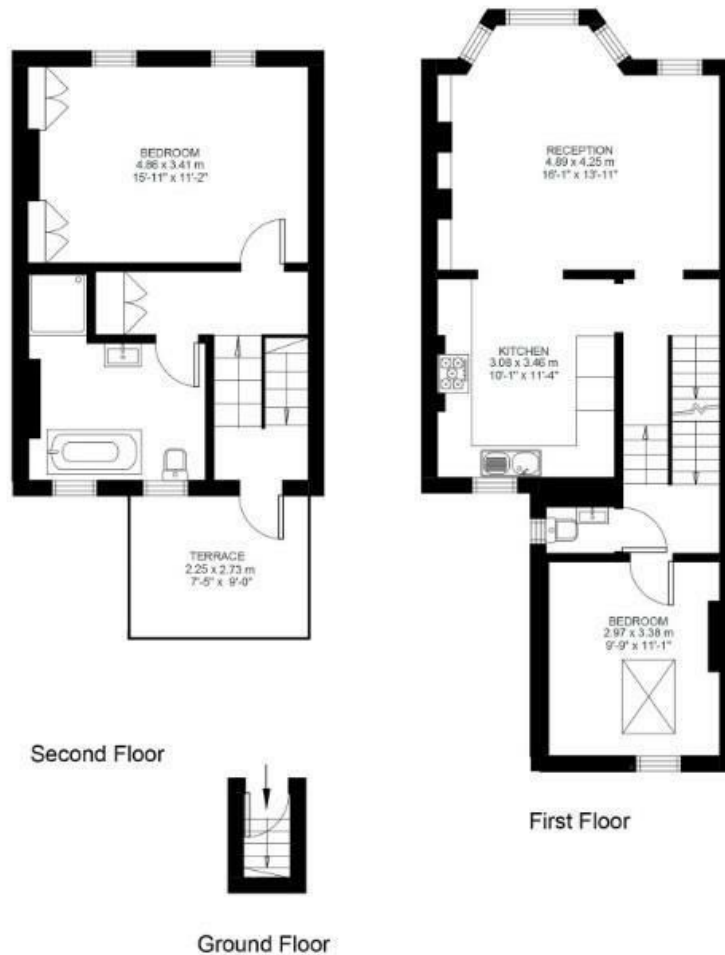 BEDROOM
4.86 x 3.41 m
15'-11" x 11'-2"
TERRACE
2.25 x 2.73 m
7'-5" x 9'-0"
Second Floor
RECEPTION
4.89 x 4.25 m
16'-1" x 13'-11"
KITCHEN
3.08 x 3.46 m
10'-1" x 11'-4"
BEDROOM
2.97 x 3.38 m
9'-9" x 11'-1"
First Floor
Ground Floor